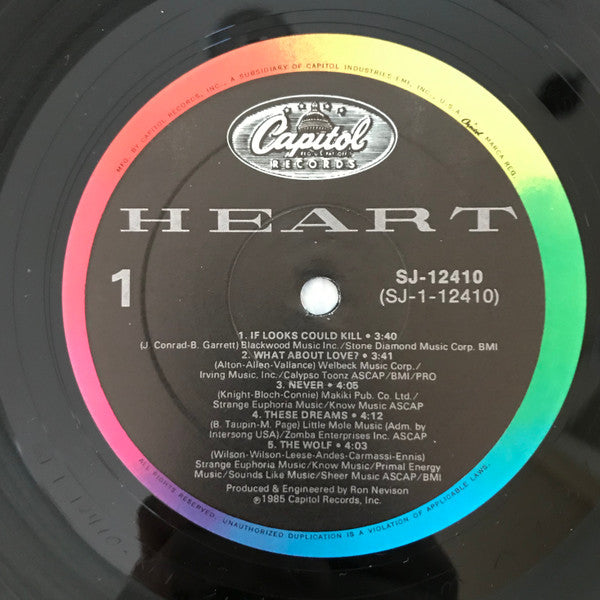 MFG. BY CAPITOL RECORDS, INC., A SUBSIDIARY OF CAPITOL INDUSTRIES-EMI, INC., U.S.A. Capitol MARCA REG.
Capitol
REG. U.S. PAT. OFF.
RECORDS
HEART
1
SJ-12410
(SJ-1-12410)
1. IF LOOKS COULD KILL • 3:40
(J. Conrad-B. Garrett) Blackwood Music Inc./Stone Diamond Music Corp. BMI
2. WHAT ABOUT LOVE? • 3:41
(Alton-Allen-Vallance) Welbeck Music Corp./
Irving Music, Inc./Calypso Toonz ASCAP/BMI/PRO
3. NEVER • 4:05
(Knight-Bloch-Connie) Makiki Pub. Co. Ltd./
Strange Euphoria Music/Know Music ASCAP
4. THESE DREAMS • 4:12
(B. Taupin-M. Page) Little Mole Music (Adm. by
Intersong USA)/Zomba Enterprises Inc. ASCAP
5. THE WOLF • 4:03
(Wilson-Wilson-Leese-Andes-Carmassi-Ennis)
Strange Euphoria Music/Know Music/Primal Energy
Music/Sounds Like Music/Sheer Music ASCAP/BMI
Produced & Engineered by Ron Nevison
℗1985 Capitol Records, Inc.
ALL RIGHTS RESERVED. UNAUTHORIZED DUPLICATION IS A VIOLATION OF APPLICABLE LAWS.